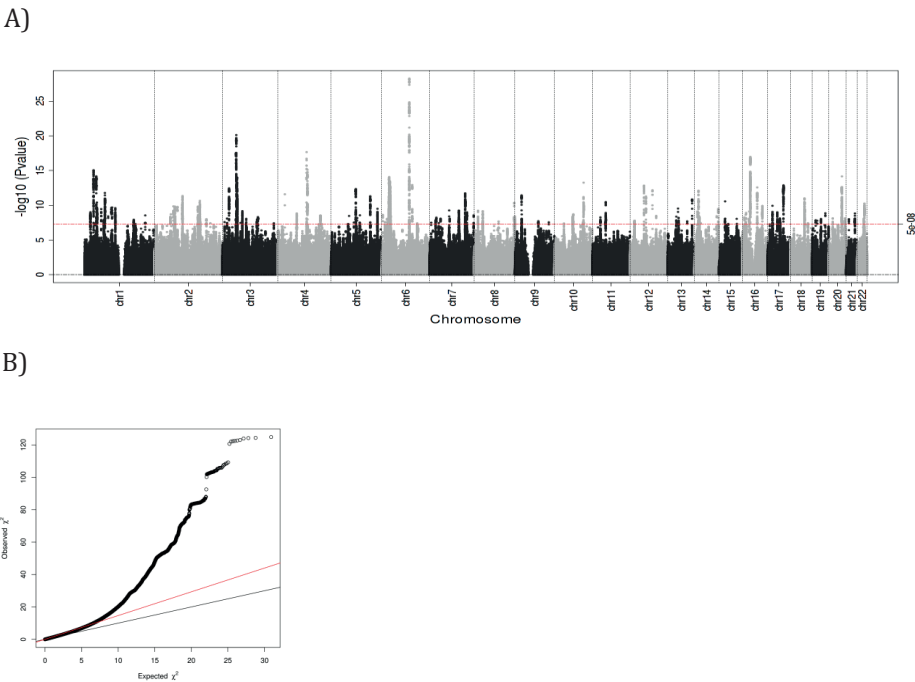 A)
-log10 (Pvalue)
25
20
15
10
5
0
5e-08
chr1 chr2 chr3 chr4 chr5 chr6 chr7 chr8 chr9 chr10 chr11 chr12 chr13 chr14 chr15 chr16 chr17 chr18 chr19 chr20 chr21 chr22
Chromosome
B)
Observed χ²
120
100
80
60
40
20
0
0 5 10 15 20 25 30
Expected χ²